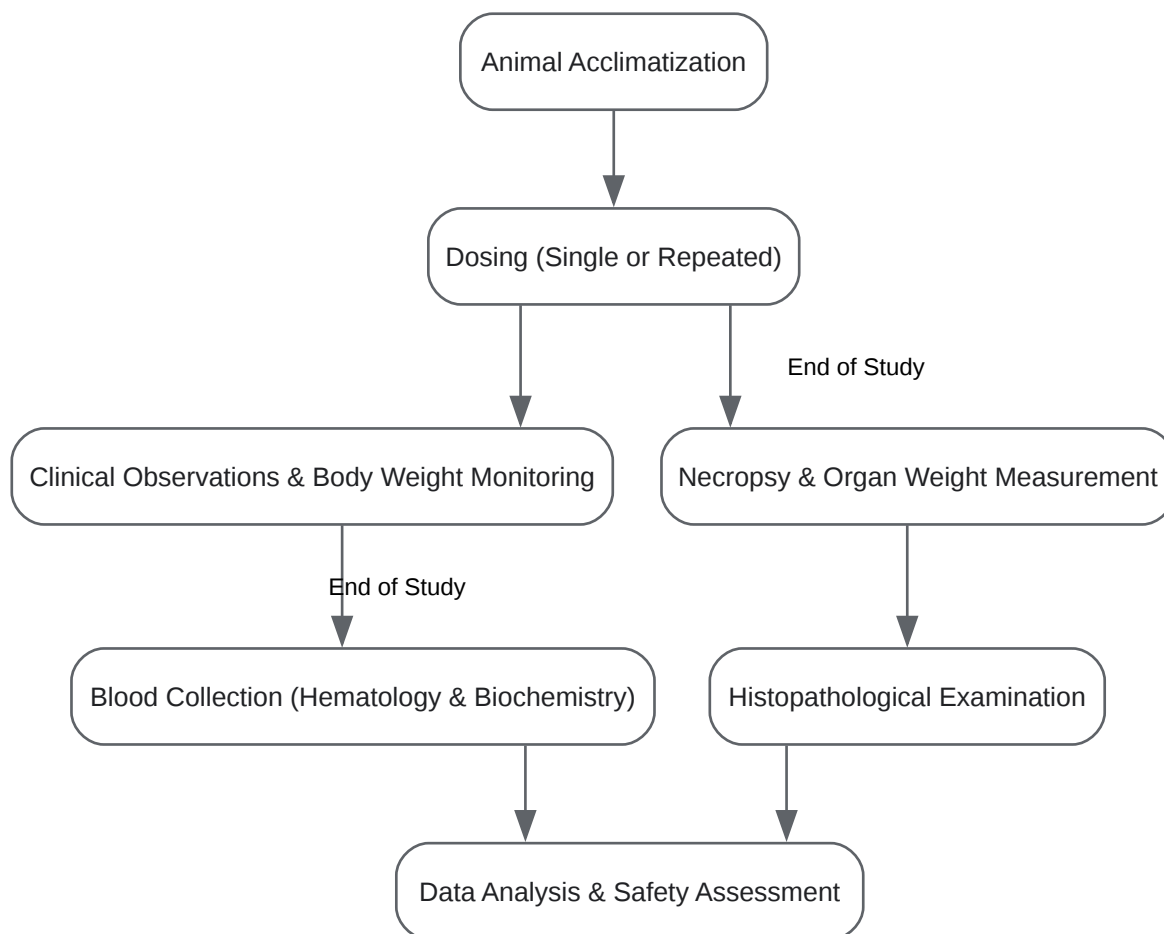 Animal Acclimatization
Dosing (Single or Repeated)
End of Study
Clinical Observations & Body Weight Monitoring
Necropsy & Organ Weight Measurement
End of Study
Blood Collection (Hematology & Biochemistry)
Histopathological Examination
Data Analysis & Safety Assessment